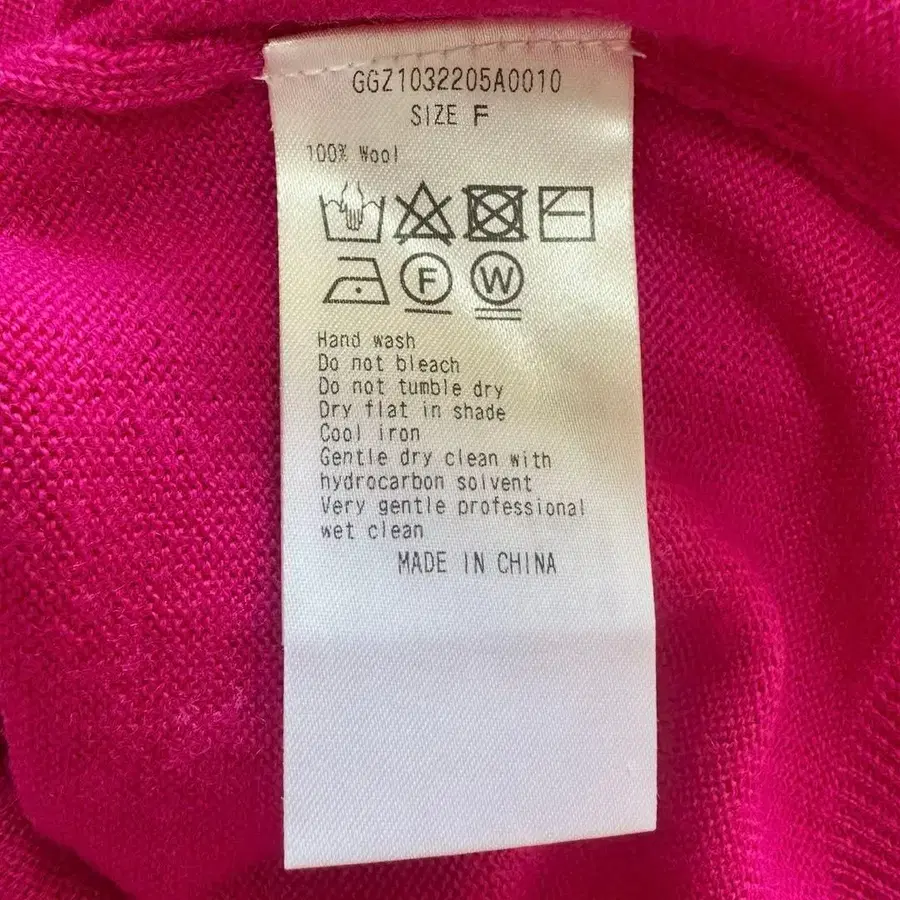 GGZ1032205A0010
SIZE F
100% Wool
F W
Hand wash
Do not bleach
Do not tumble dry
Dry flat in shade
Cool iron
Gentle dry clean with
hydrocarbon solvent
Very gentle professional
wet clean
MADE IN CHINA